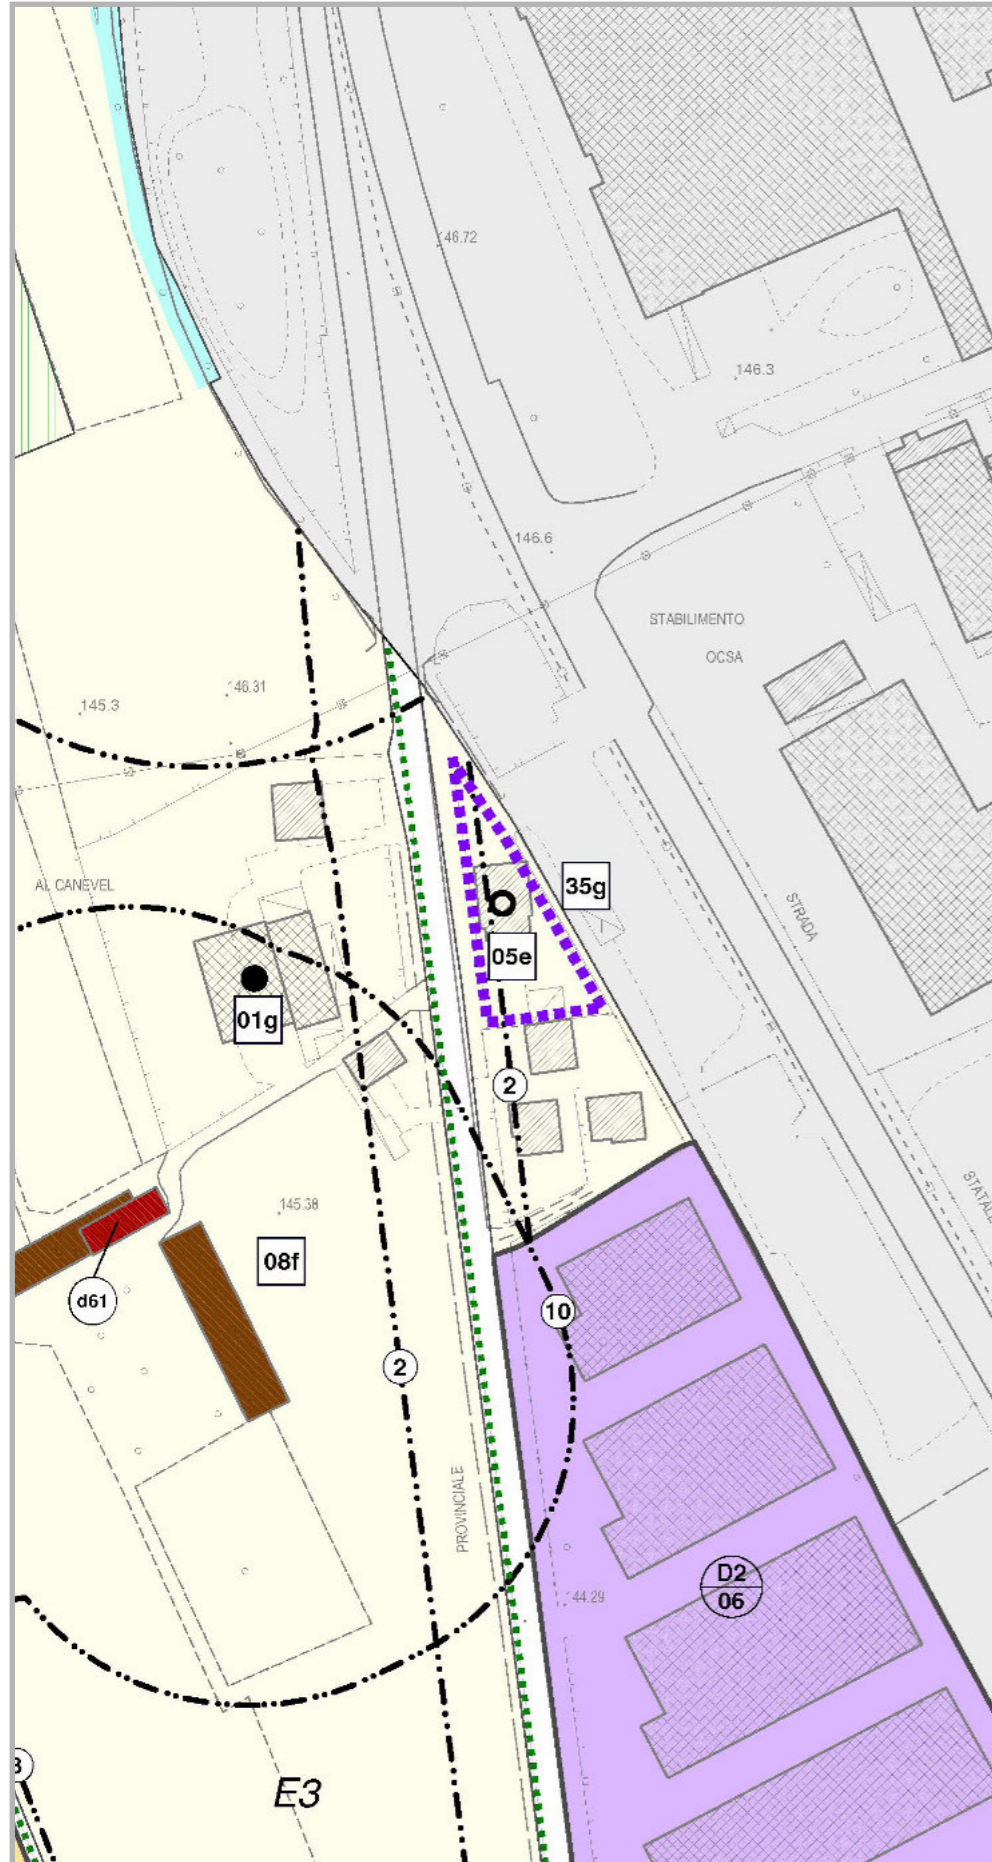 46.72
146.3
146.6
STABILIMENTO
OCSA
146.31
145.3
AL CANEVEL
35g
STRADA
05e
01g
2
STATALE
145.38
08f
d61
10
2
PROVINCIALE
D2
06
44.29
E3